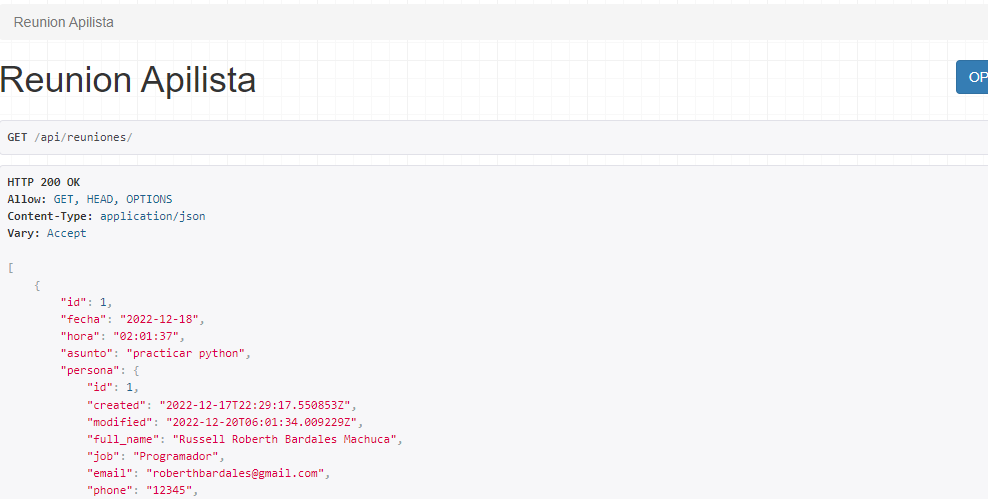 Reunion Apilista
Reunion Apilista
OP
GET /api/reuniones/
HTTP 200 OK
Allow: GET, HEAD, OPTIONS
Content-Type: application/json
Vary: Accept
[
    {
        "id": 1,
        "fecha": "2022-12-18",
        "hora": "02:01:37",
        "asunto": "practicar python",
        "persona": {
            "id": 1,
            "created": "2022-12-17T22:29:17.550853Z",
            "modified": "2022-12-20T06:01:34.009229Z",
            "full_name": "Russell Roberth Bardales Machuca",
            "job": "Programador",
            "email": "roberthbardales@gmail.com",
            "phone": "12345",